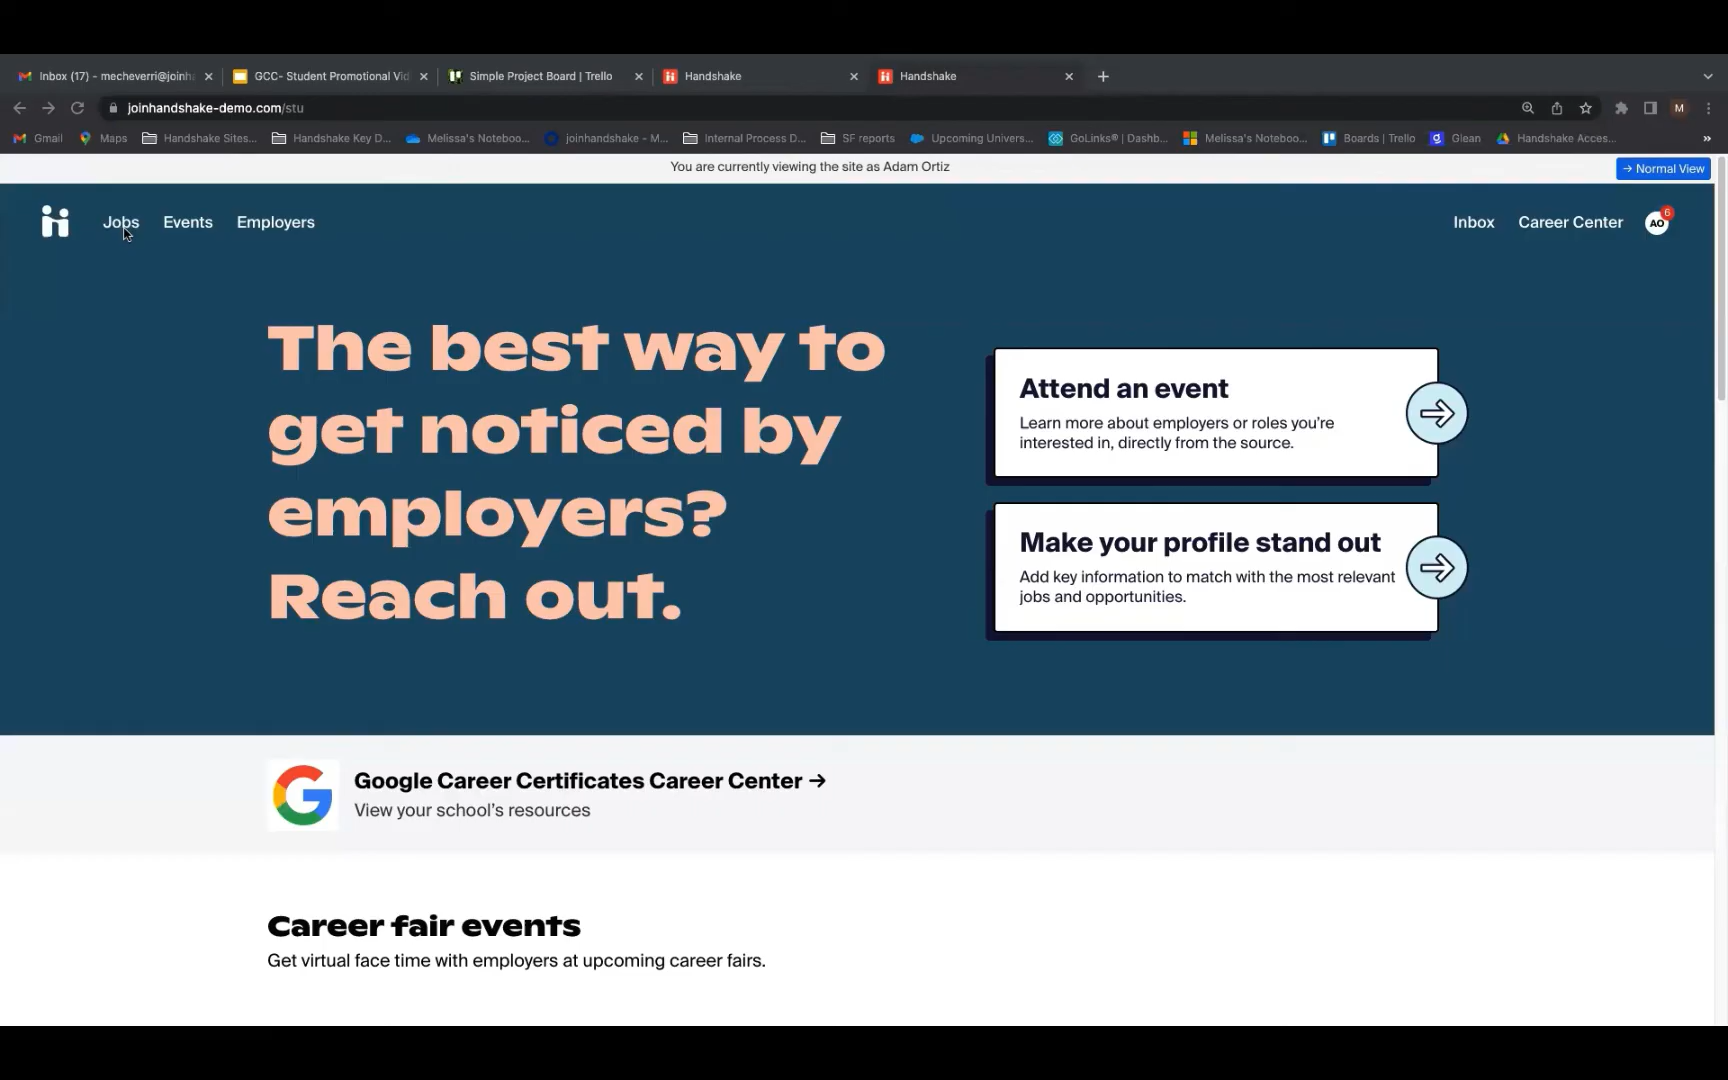 Inbox (17) – mecheverri@joinha
GCC- Student Promotional Vid
Simple Project Board | Trello
Handshake
Handshake
joinhandshake-demo.com/stu
M
Gmail
Maps
Handshake Sites...
Handshake Key D...
Melissa's Noteboo...
joinhandshake - M...
Internal Process D...
SF reports
Upcoming Univers...
GoLinks® | Dashb...
Melissa's Noteboo...
Boards | Trello
Glean
Handshake Acces...
You are currently viewing the site as Adam Ortiz
→ Normal View
Jobs
Events
Employers
Inbox
Career Center
AO
6
The best way to
get noticed by
employers?
Reach out.
Attend an event
Learn more about employers or roles you're
interested in, directly from the source.
Make your profile stand out
Add key information to match with the most relevant
jobs and opportunities.
Google Career Certificates Career Center →
View your school's resources
Career fair events
Get virtual face time with employers at upcoming career fairs.